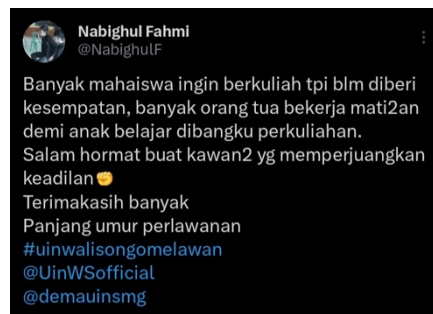 Nabighul Fahmi
@NabighulF
Banyak mahaiswa ingin berkuliah tpi blm diberi
kesempatan, banyak orang tua bekerja mati2an
demi anak belajar dibangku perkuliahan.
Salam hormat buat kawan2 yg memperjuangkan
keadilan✊
Terimakasih banyak
Panjang umur perlawanan
#uinwalisongomelawan
@UinWSofficial
@demauinsmg